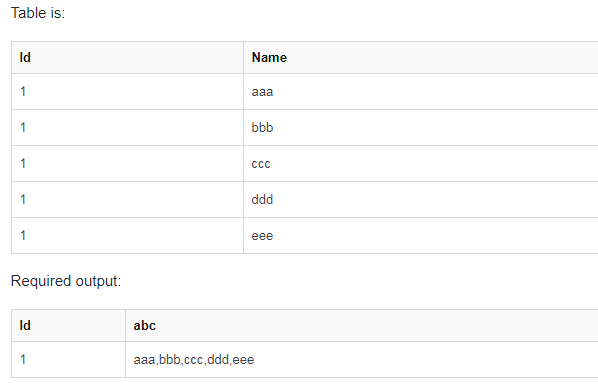 Table is:
Id Name
1 aaa
1 bbb
1 ccc
1 ddd
1 eee
Required output:
Id abc
1 aaa,bbb,ccc,ddd,eee